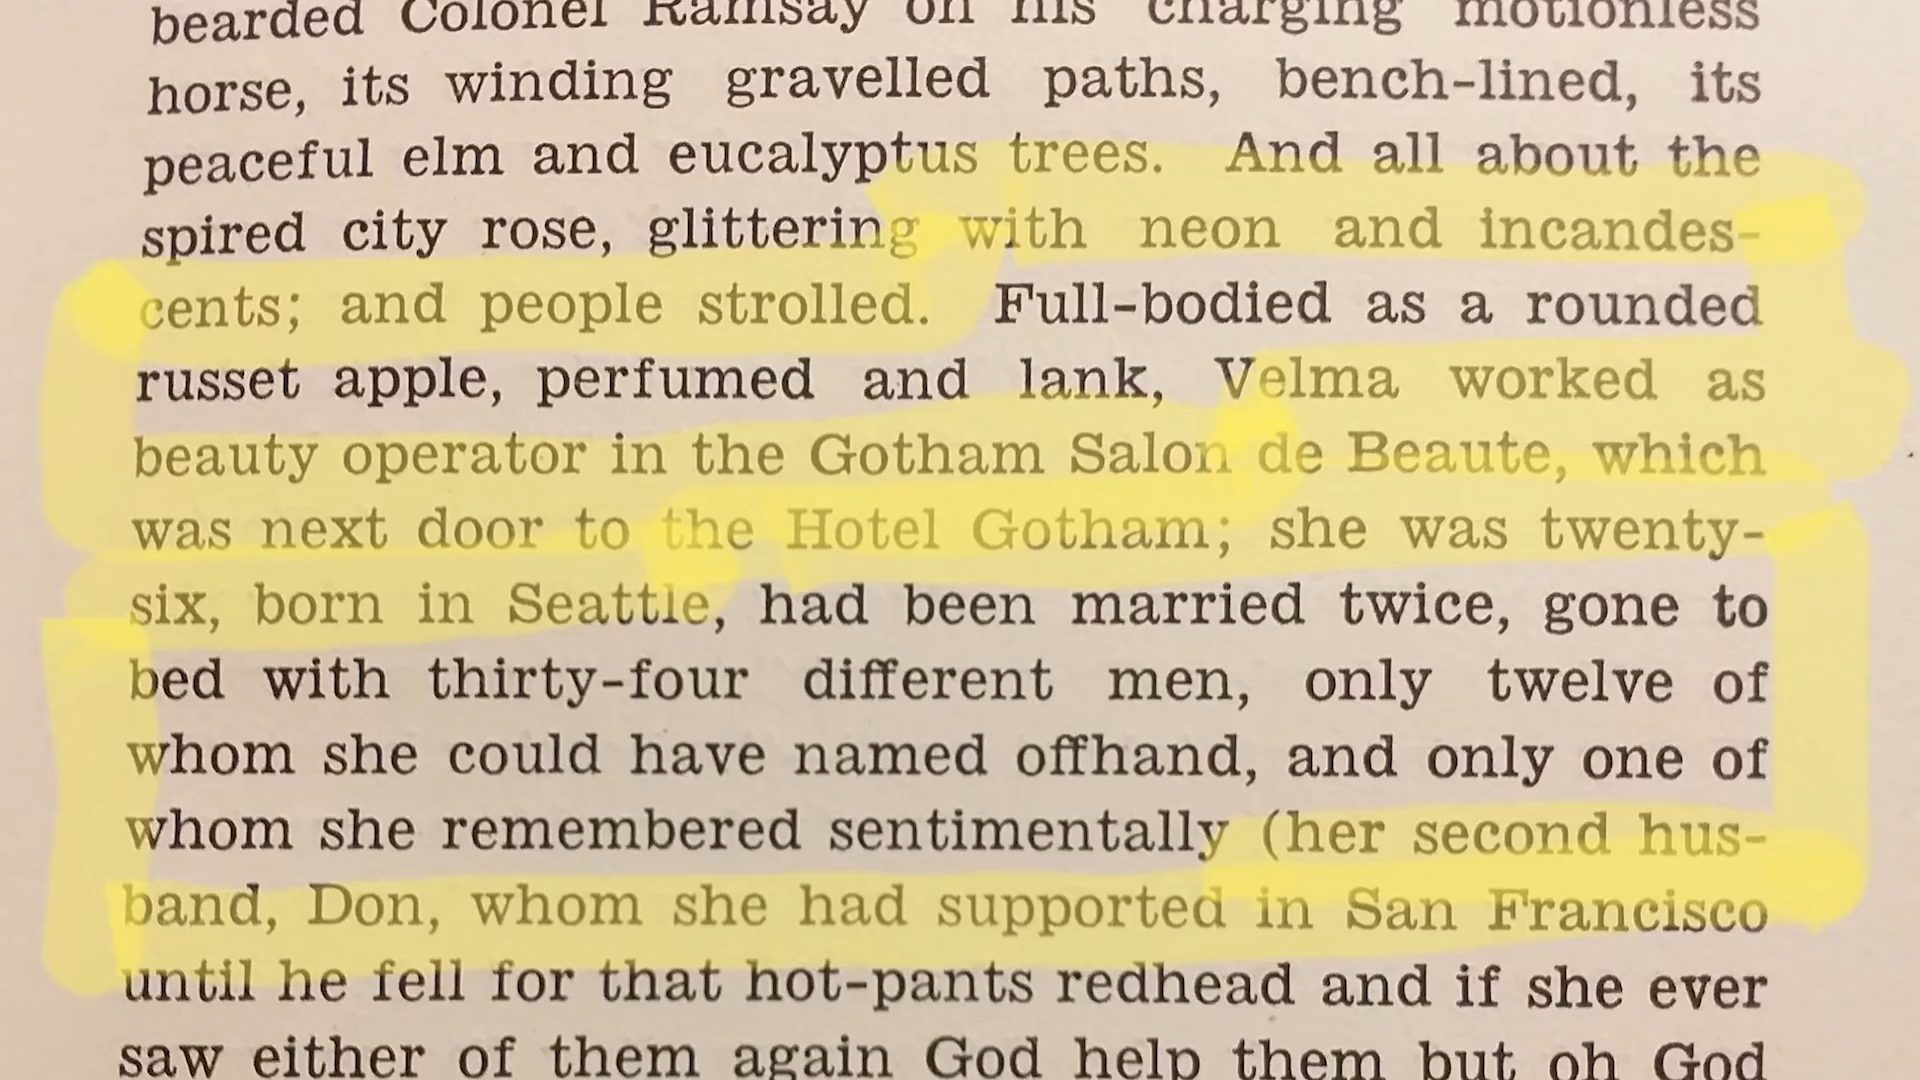 bearded Colonel Ramsay on his charging motionless
horse, its winding gravelled paths, bench-lined, its
peaceful elm and eucalyptus trees. And all about the
spired city rose, glittering with neon and incandes-
cents; and people strolled. Full-bodied as a rounded
russet apple, perfumed and lank, Velma worked as
beauty operator in the Gotham Salon de Beaute, which
was next door to the Hotel Gotham; she was twenty-
six, born in Seattle, had been married twice, gone to
bed with thirty-four different men, only twelve of
whom she could have named offhand, and only one of
whom she remembered sentimentally (her second hus-
band, Don, whom she had supported in San Francisco
until he fell for that hot-pants redhead and if she ever
saw either of them again God help them but oh God